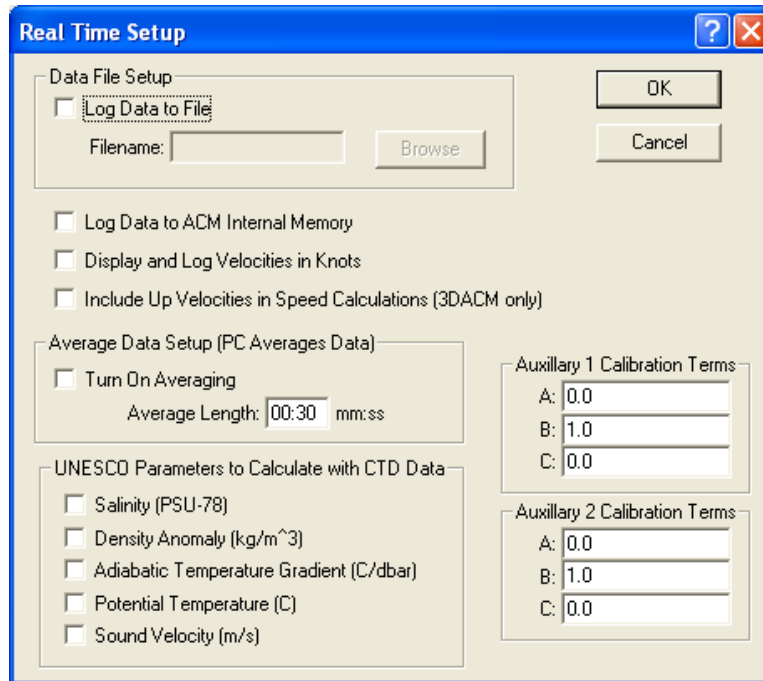 Real Time Setup
Data File Setup
Log Data to File
Filename:
Browse
OK
Cancel
Log Data to ACM Internal Memory
Display and Log Velocities in Knots
Include Up Velocities in Speed Calculations (3DACM only)
Average Data Setup (PC Averages Data)
Turn On Averaging
Average Length: 00:30 mm:ss
UNESCO Parameters to Calculate with CTD Data
Salinity (PSU-78)
Density Anomaly (kg/m^3)
Adiabatic Temperature Gradient (C/dbar)
Potential Temperature (C)
Sound Velocity (m/s)
Auxillary 1 Calibration Terms
A: 0.0
B: 1.0
C: 0.0
Auxillary 2 Calibration Terms
A: 0.0
B: 1.0
C: 0.0